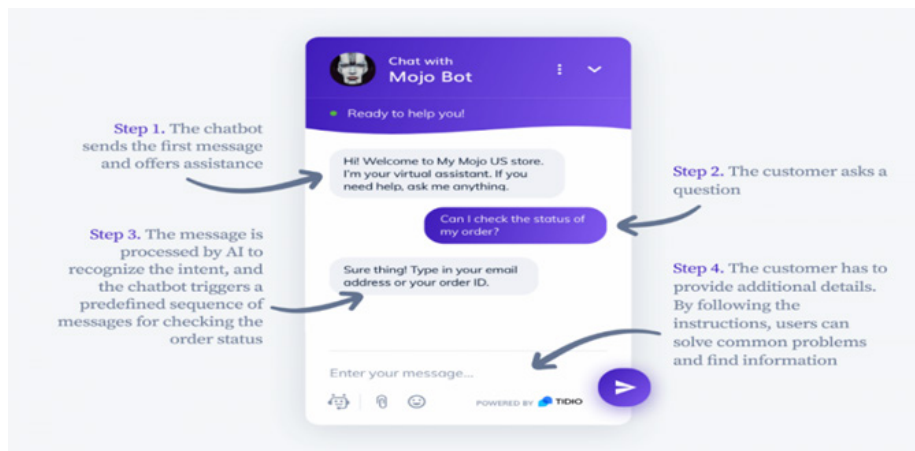 Chat with
Mojo Bot
Ready to help you!
Step 1. The chatbot
sends the first message
and offers assistance
Hi! Welcome to My Mojo US store.
I'm your virtual assistant. If you
need help, ask me anything.
Step 2. The customer asks a
question
Can I check the status of
my order?
Step 3. The message is
processed by AI to
recognize the intent, and
the chatbot triggers a
predefined sequence of
messages for checking the
order status
Sure thing! Type in your email
address or your order ID.
Step 4. The customer has to
provide additional details.
By following the
instructions, users can
solve common problems
and find information
Enter your message...
POWERED BY TIDIO